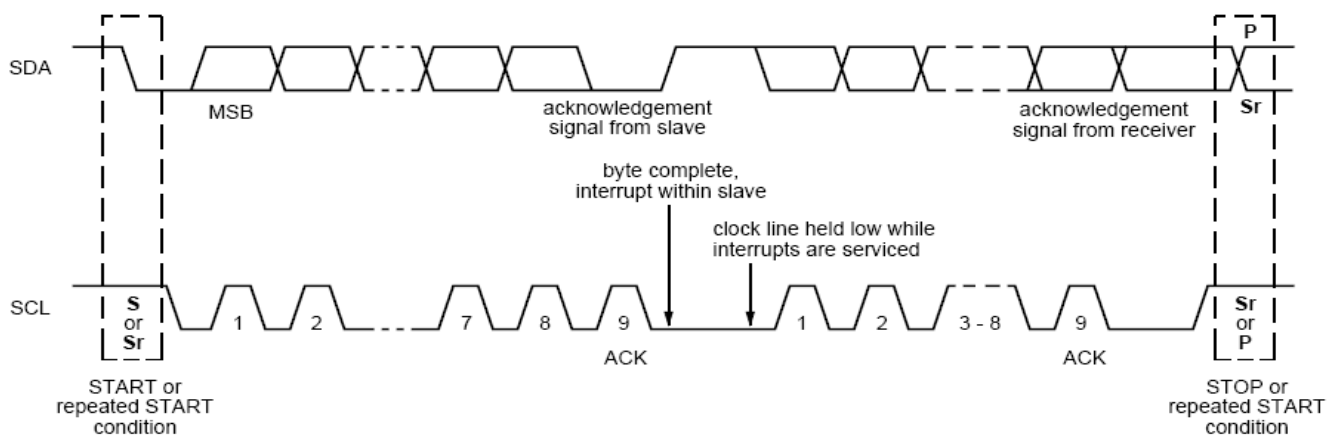 P
SDA
MSB
acknowledgement
signal from slave
acknowledgement
signal from receiver
Sr
byte complete,
interrupt within slave
clock line held low while
interrupts are serviced
SCL
S
or
Sr
1
2
7
8
9
1
2
3 - 8
9
Sr
or
P
ACK
ACK
START or
repeated START
condition
STOP or
repeated START
condition